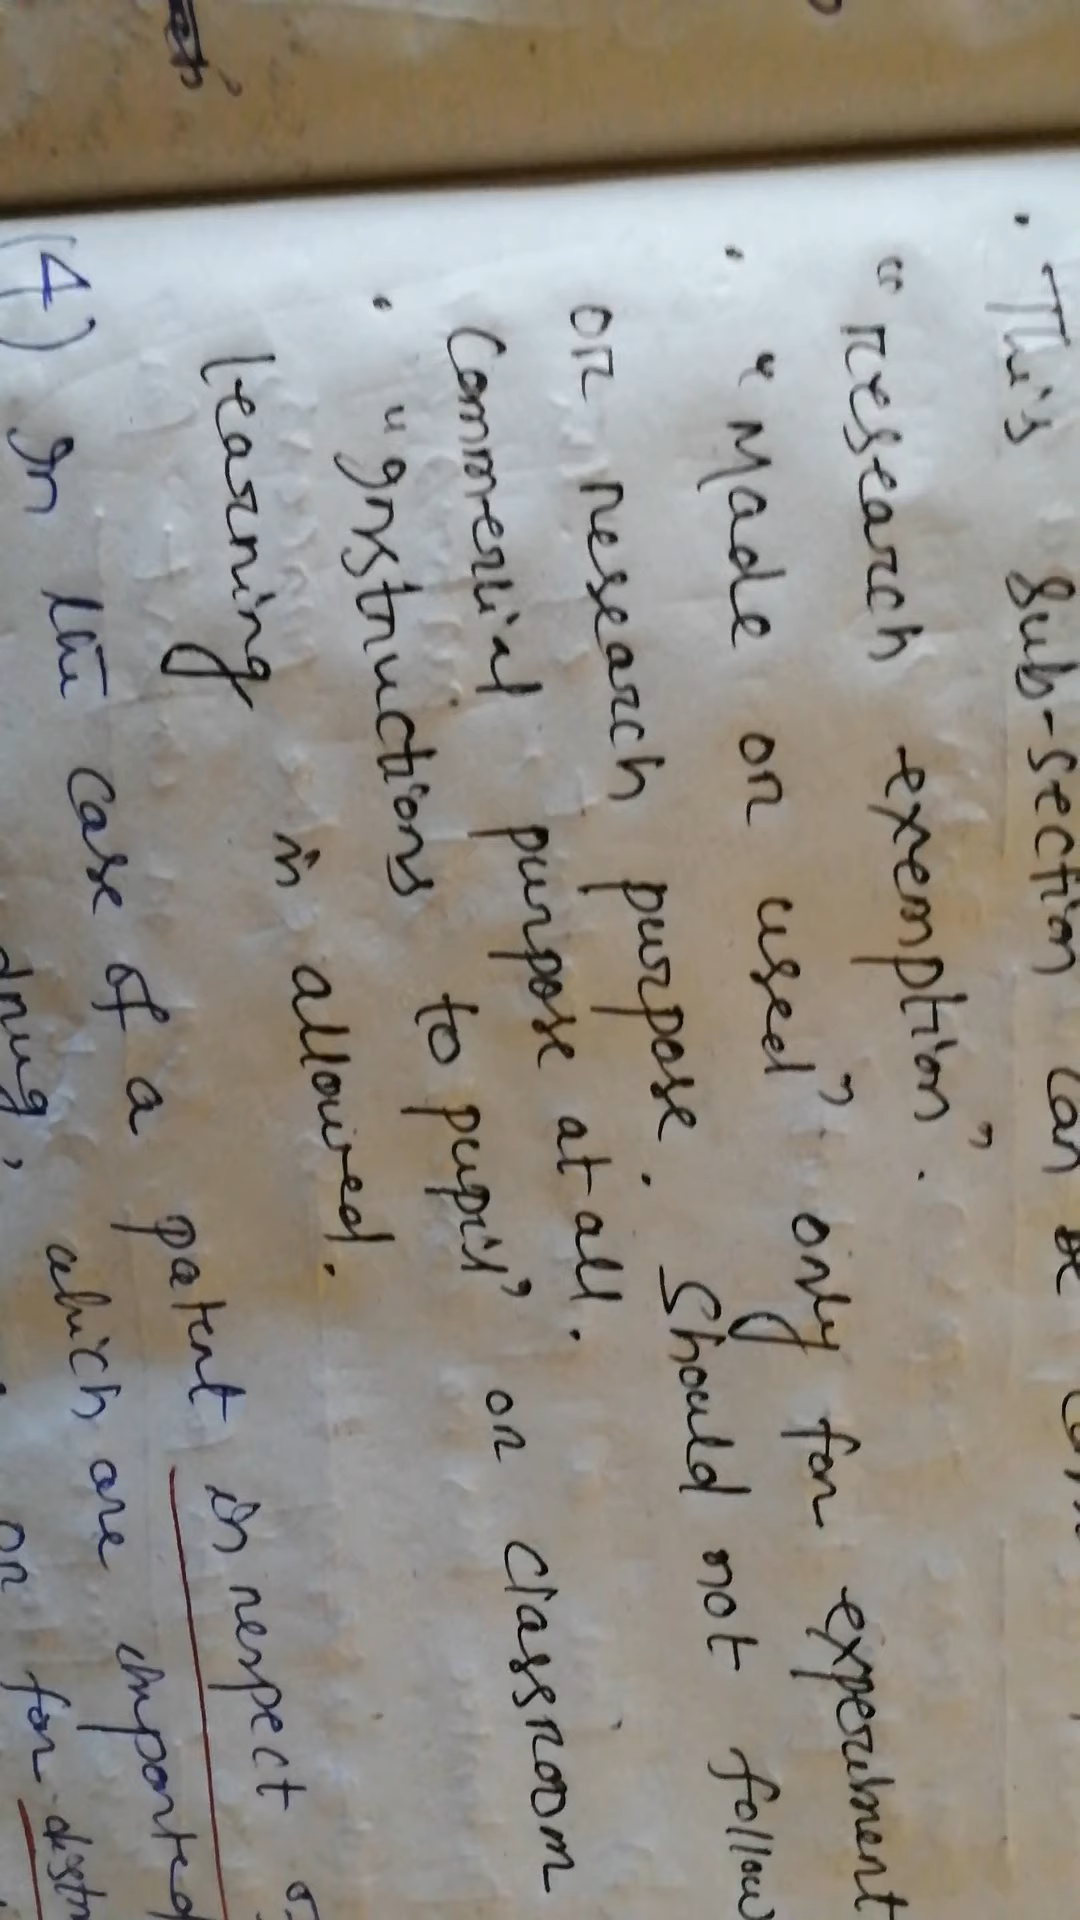 • This Sub-section can be
"research exemption".
• "Made or used" only for experiment
or research purpose. Should not follow
Commercial purpose at all.
• "Instructions to pupil" or classroom
learning is allowed.
(4) In the case of a patent in respect
drug, which are imported
or for